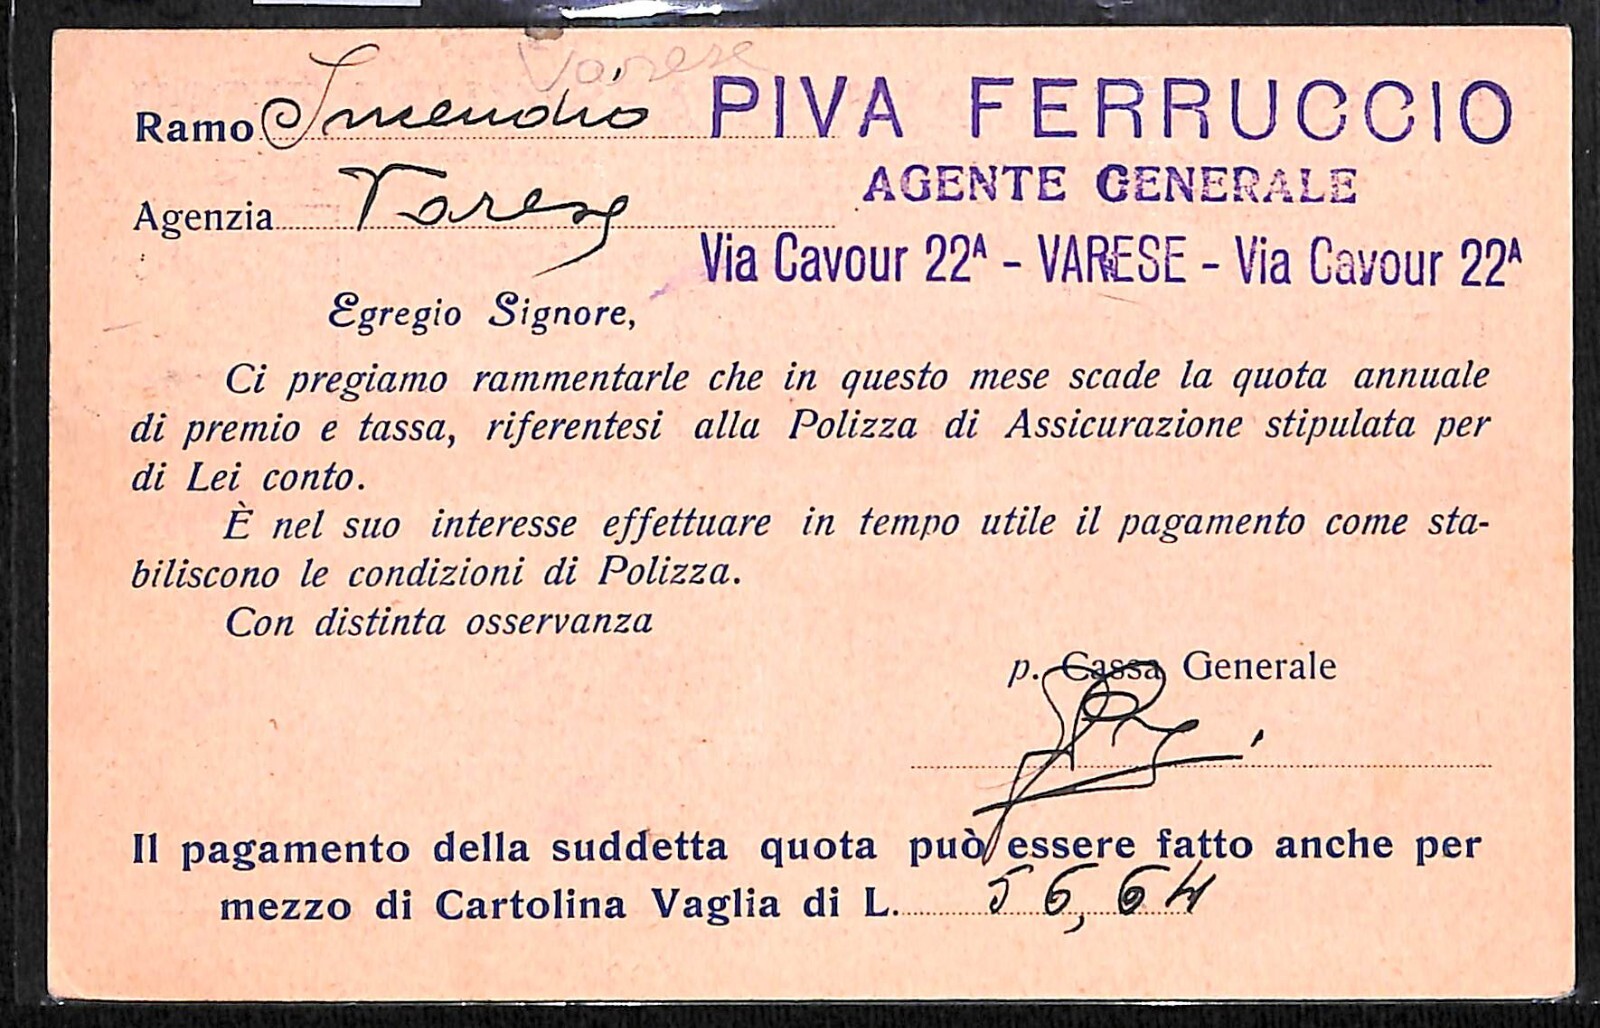 Varese
Ramo Incendio
PIVA FERRUCCIO
AGENTE GENERALE
Agenzia Varese
Via Cavour 22A - VARESE - Via Cavour 22A
Egregio Signore,
Ci pregiamo rammentarle che in questo mese scade la quota annuale
di premio e tassa, riferentesi alla Polizza di Assicurazione stipulata per
di Lei conto.
È nel suo interesse effettuare in tempo utile il pagamento come sta-
biliscono le condizioni di Polizza.
Con distinta osservanza
p. Cassa Generale
Il pagamento della suddetta quota può essere fatto anche per
mezzo di Cartolina Vaglia di L. 56,64